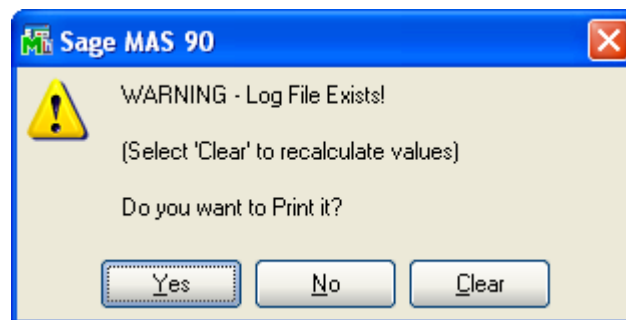 Sage MAS 90
WARNING - Log File Exists!
(Select 'Clear' to recalculate values)
Do you want to Print it?
Yes No Clear